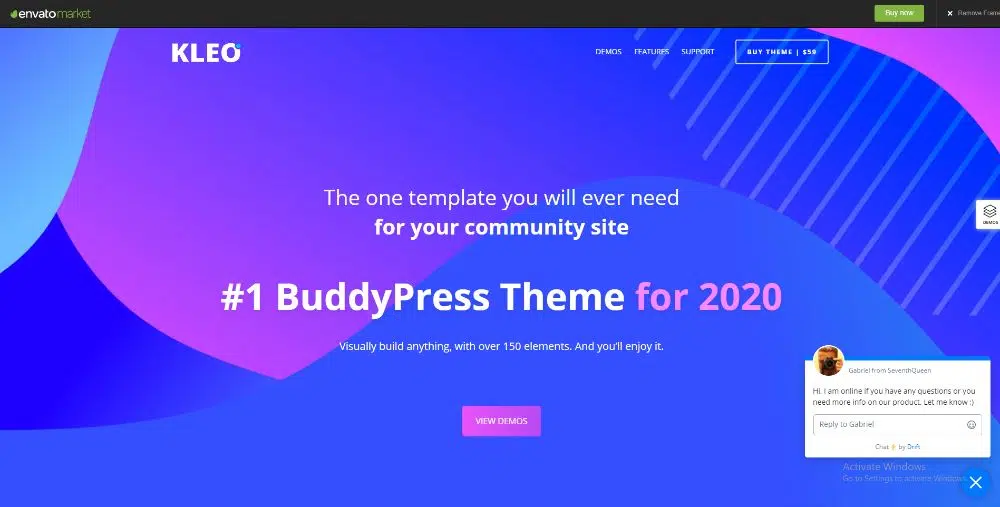 envatomarket
Buy now
✕ Remove Frame
KLEO
DEMOS FEATURES SUPPORT BUY THEME | $59
The one template you will ever need
for your community site
DEMOS
#1 BuddyPress Theme for 2020
Visually build anything, with over 150 elements. And you'll enjoy it.
VIEW DEMOS
Gabriel from SeventhQueen
Hi, I am online if you have any questions or you
need more info on our product. Let me know :)
Reply to Gabriel
Chat ⚡ by Drift
Activate Windows
Go to Settings to activate Windows.